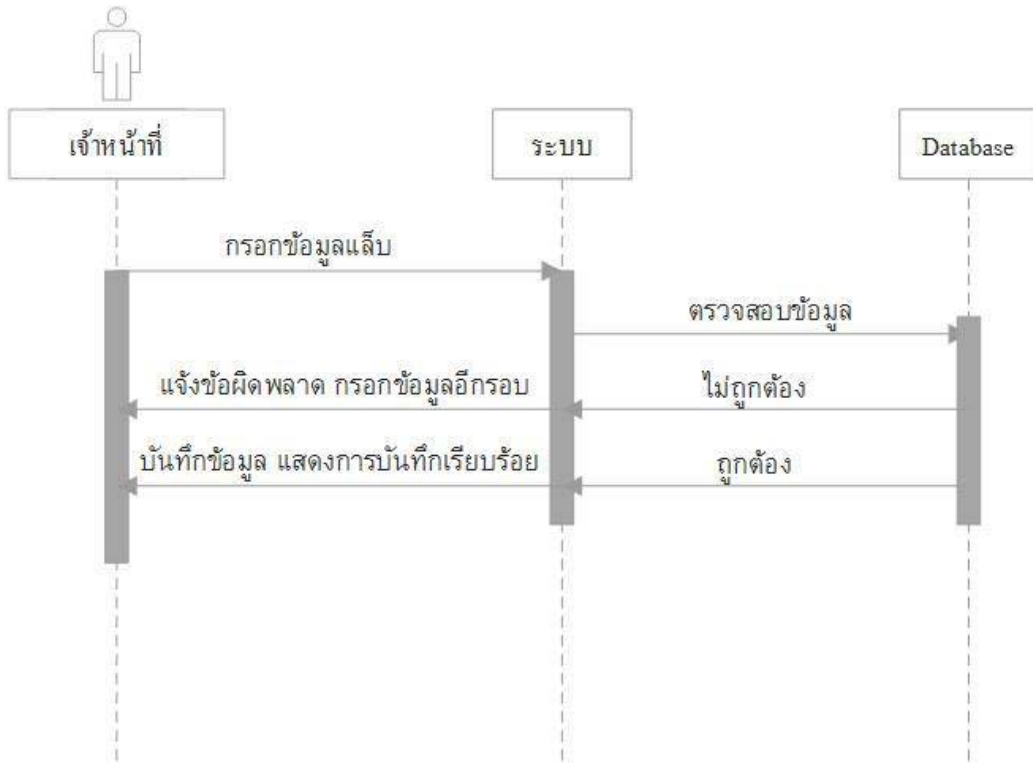 เจ้าหน้าที่
ระบบ
Database
กรอกข้อมูลแล็บ
ตรวจสอบข้อมูล
แจ้งข้อผิดพลาด กรอกข้อมูลอีกรอบ
ไม่ถูกต้อง
บันทึกข้อมูล แสดงการบันทึกเรียบร้อย
ถูกต้อง